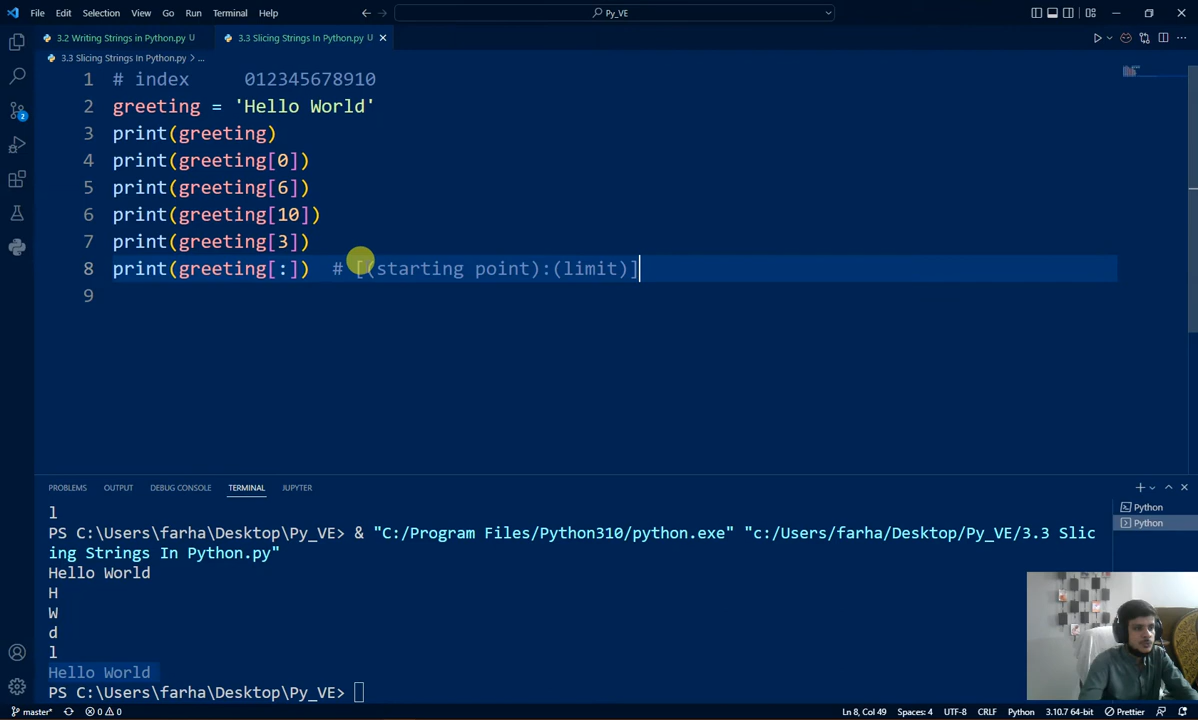 File Edit Selection View Go Run Terminal Help
Py_VE
3.2 Writing Strings in Python.py U
3.3 Slicing Strings In Python.py U
3.3 Slicing Strings In Python.py > ...
1 # index     012345678910
2 greeting = 'Hello World'
3 print(greeting)
4 print(greeting[0])
5 print(greeting[6])
6 print(greeting[10])
7 print(greeting[3])
8 print(greeting[:])  # [(starting point):(limit)]
9
2
PROBLEMS OUTPUT DEBUG CONSOLE TERMINAL JUPYTER
l
PS C:\Users\farha\Desktop\Py_VE> & "C:/Program Files/Python310/python.exe" "c:/Users/farha/Desktop/Py_VE/3.3 Slic
ing Strings In Python.py"
Hello World
H
W
d
l
Hello World
PS C:\Users\farha\Desktop\Py_VE>
Python
Python
master* 0 0 Ln 8, Col 49 Spaces: 4 UTF-8 CRLF Python 3.10.7 64-bit Prettier